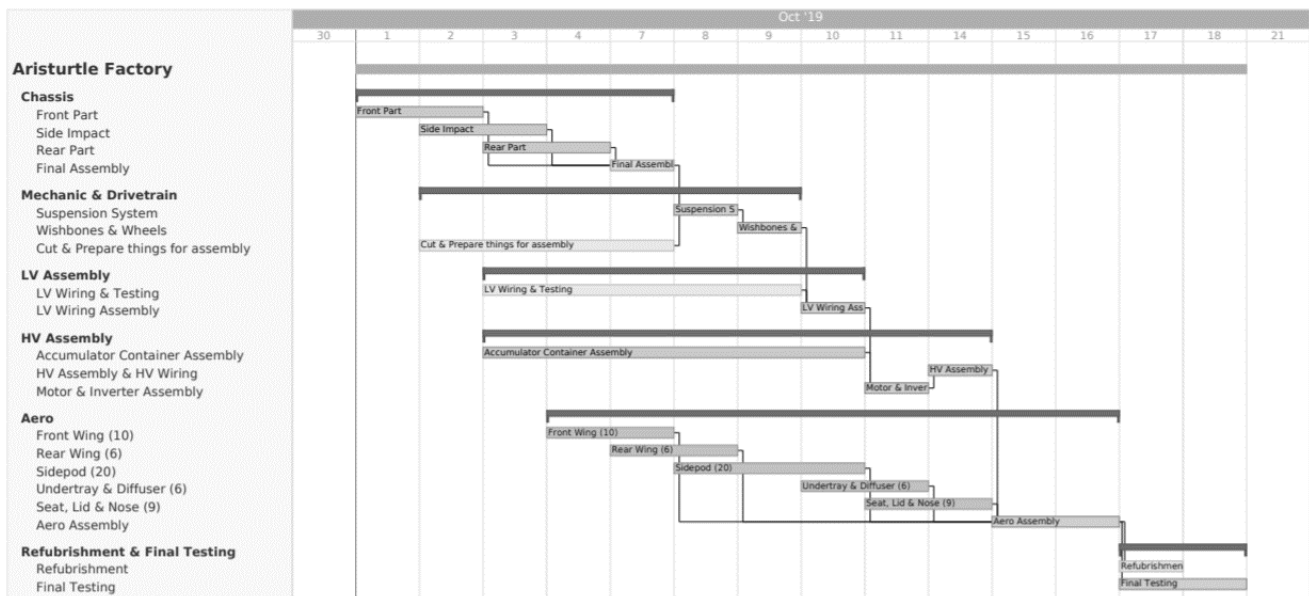 Oct '19
30 1 2 3 4 7 8 9 10 11 14 15 16 17 18 21
Aristurtle Factory
Chassis
Front Part Front Part
Side Impact Side Impact
Rear Part Rear Part
Final Assembly Final Assembl
Mechanic & Drivetrain
Suspension System Suspension S
Wishbones & Wheels Wishbones &
Cut & Prepare things for assembly Cut & Prepare things for assembly
LV Assembly
LV Wiring & Testing LV Wiring & Testing
LV Wiring Assembly LV Wiring Ass
HV Assembly
Accumulator Container Assembly Accumulator Container Assembly
HV Assembly & HV Wiring HV Assembly
Motor & Inverter Assembly Motor & Inver
Aero
Front Wing (10) Front Wing (10)
Rear Wing (6) Rear Wing (6)
Sidepod (20) Sidepod (20)
Undertray & Diffuser (6) Undertray & Diffuser (6)
Seat, Lid & Nose (9) Seat, Lid & Nose (9)
Aero Assembly Aero Assembly
Refubrishment & Final Testing
Refubrishment Refubrishmen
Final Testing Final Testing